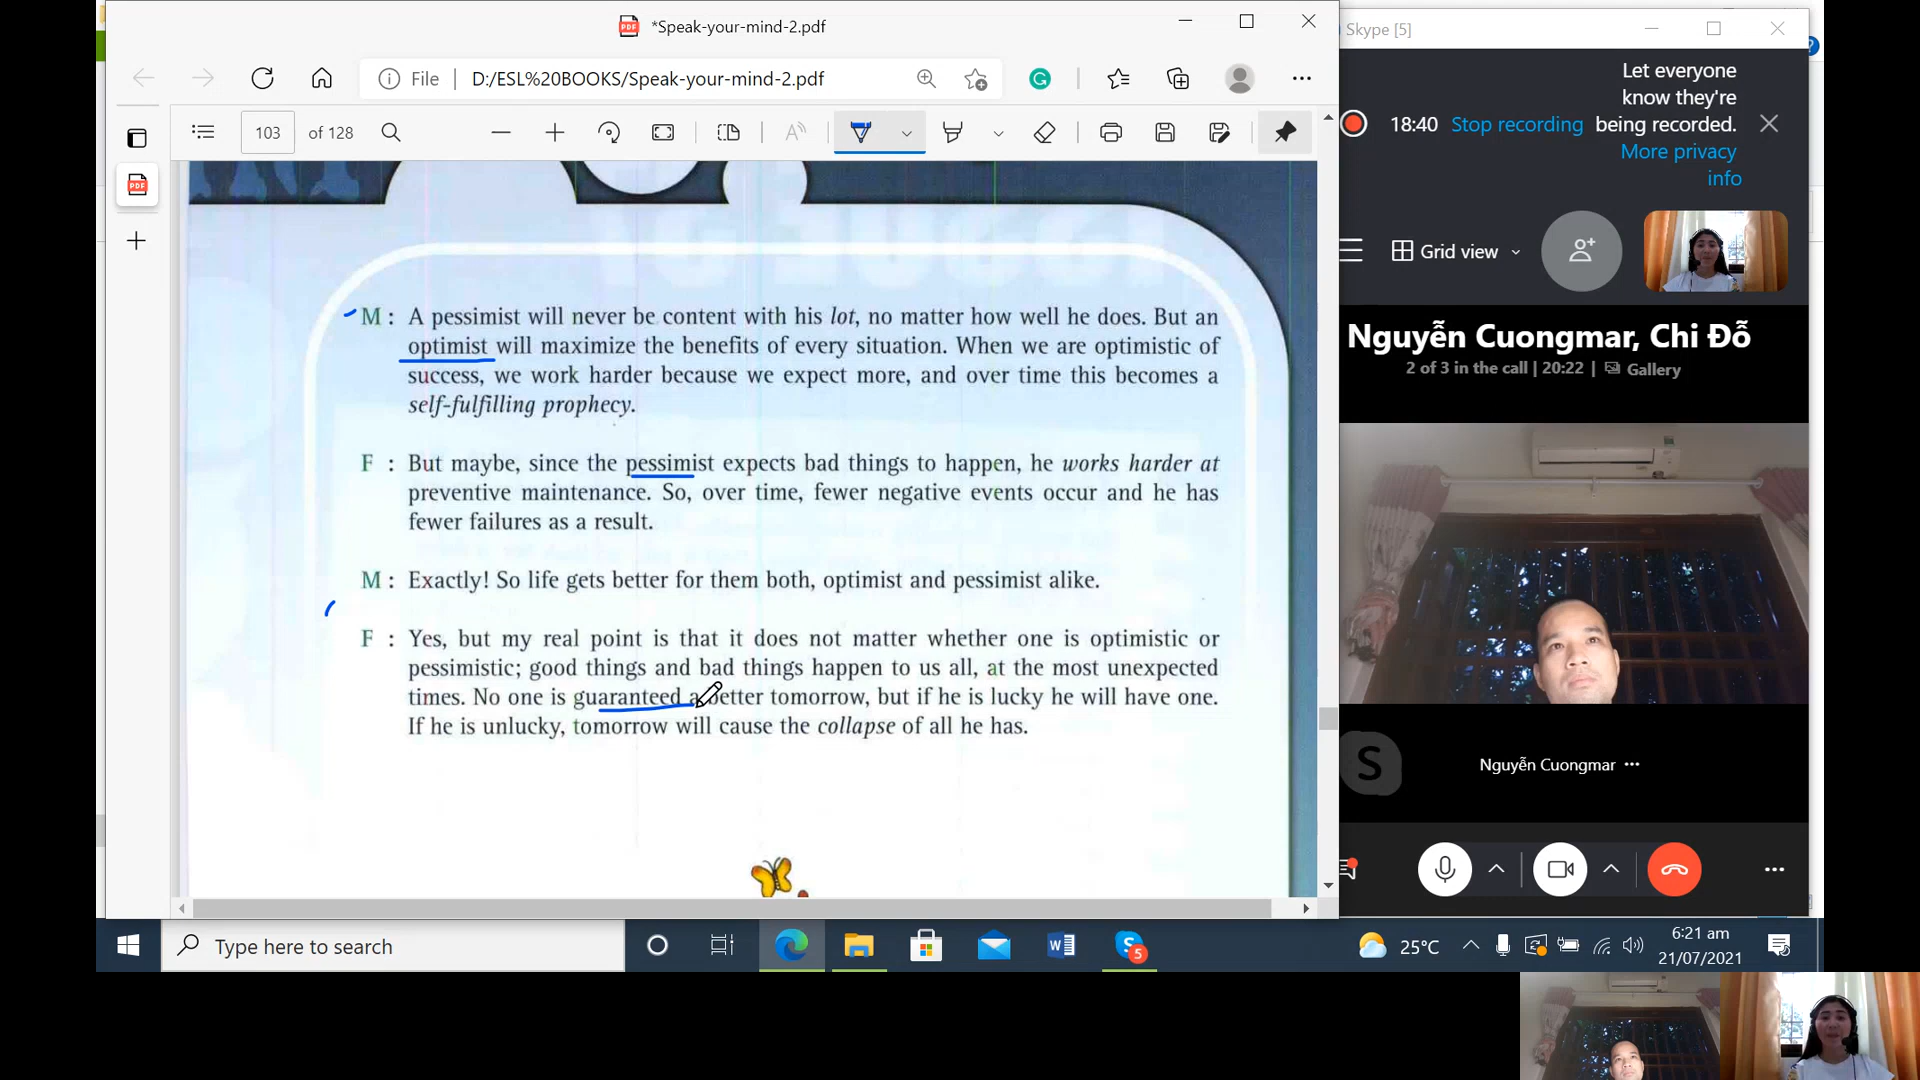 *Speak-your-mind-2.pdf
Skype [5]
File
D:/ESL%20BOOKS/Speak-your-mind-2.pdf
103 of 128
18:40 Stop recording
Let everyone
know they're
being recorded.
More privacy
info
Grid view
M : A pessimist will never be content with his lot, no matter how well he does. But an
optimist will maximize the benefits of every situation. When we are optimistic of
success, we work harder because we expect more, and over time this becomes a
self-fulfilling prophecy.
F : But maybe, since the pessimist expects bad things to happen, he works harder at
preventive maintenance. So, over time, fewer negative events occur and he has
fewer failures as a result.
M : Exactly! So life gets better for them both, optimist and pessimist alike.
F : Yes, but my real point is that it does not matter whether one is optimistic or
pessimistic; good things and bad things happen to us all, at the most unexpected
times. No one is guaranteed a better tomorrow, but if he is lucky he will have one.
If he is unlucky, tomorrow will cause the collapse of all he has.
Nguyễn Cuongmar, Chi Đỗ
2 of 3 in the call | 20:22 | Gallery
S
Nguyễn Cuongmar
Type here to search
25°C
6:21 am
21/07/2021